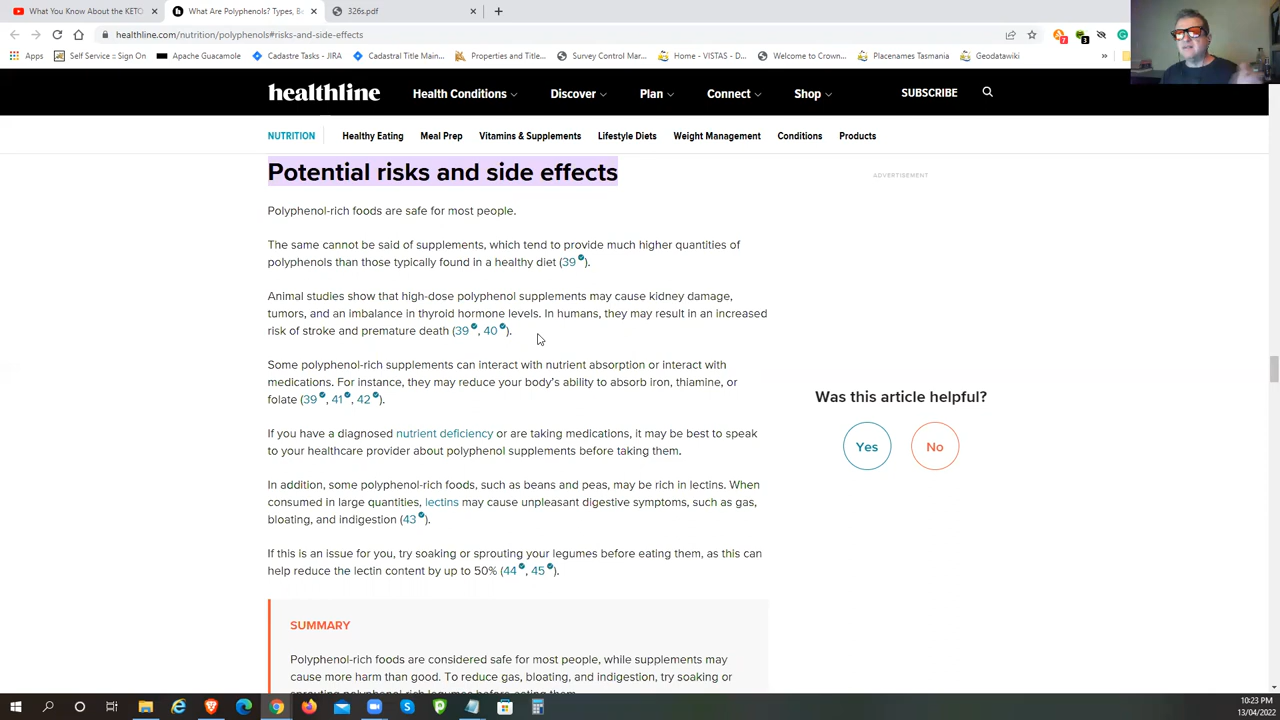 What You Know About the KETO
What Are Polyphenols? Types, Be
326s.pdf
healthline.com/nutrition/polyphenols#risks-and-side-effects
Apps
Self Service :: Sign On
Apache Guacamole
Cadastre Tasks - JIRA
Cadastral Title Main...
Properties and Title...
Survey Control Mar...
Home - VISTAS - D...
Welcome to Crown...
Placenames Tasmania
Geodatawiki
healthline
Health Conditions
Discover
Plan
Connect
Shop
SUBSCRIBE
NUTRITION
Healthy Eating
Meal Prep
Vitamins & Supplements
Lifestyle Diets
Weight Management
Conditions
Products
Potential risks and side effects
ADVERTISEMENT
Polyphenol-rich foods are safe for most people.
The same cannot be said of supplements, which tend to provide much higher quantities of
polyphenols than those typically found in a healthy diet (39).
Animal studies show that high-dose polyphenol supplements may cause kidney damage,
tumors, and an imbalance in thyroid hormone levels. In humans, they may result in an increased
risk of stroke and premature death (39, 40).
Some polyphenol-rich supplements can interact with nutrient absorption or interact with
medications. For instance, they may reduce your body's ability to absorb iron, thiamine, or
folate (39, 41, 42).
If you have a diagnosed nutrient deficiency or are taking medications, it may be best to speak
to your healthcare provider about polyphenol supplements before taking them.
In addition, some polyphenol-rich foods, such as beans and peas, may be rich in lectins. When
consumed in large quantities, lectins may cause unpleasant digestive symptoms, such as gas,
bloating, and indigestion (43).
If this is an issue for you, try soaking or sprouting your legumes before eating them, as this can
help reduce the lectin content by up to 50% (44, 45).
SUMMARY
Polyphenol-rich foods are considered safe for most people, while supplements may
cause more harm than good. To reduce gas, bloating, and indigestion, try soaking or
sprouting polyphenol-rich legumes before eating them.
Was this article helpful?
Yes
No
10:23 PM
13/04/2022